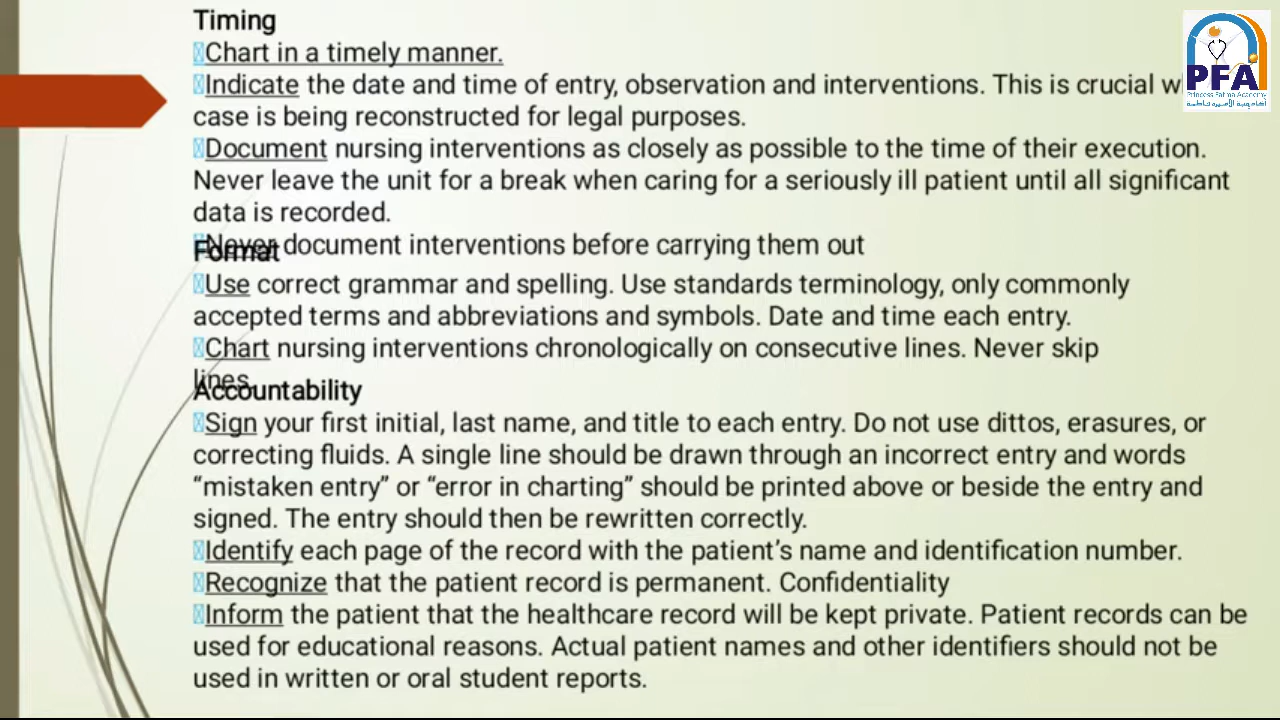 Timing
Chart in a timely manner.
Indicate the date and time of entry, observation and interventions. This is crucial
case is being reconstructed for legal purposes.
Document nursing interventions as closely as possible to the time of their execution.
Never leave the unit for a break when caring for a seriously ill patient until all significant
data is recorded.
Never document interventions before carrying them out
Format
Use correct grammar and spelling. Use standards terminology, only commonly
accepted terms and abbreviations and symbols. Date and time each entry.
Chart nursing interventions chronologically on consecutive lines. Never skip
lines.
Accountability
Sign your first initial, last name, and title to each entry. Do not use dittos, erasures, or
correcting fluids. A single line should be drawn through an incorrect entry and words
“mistaken entry” or “error in charting” should be printed above or beside the entry and
signed. The entry should then be rewritten correctly.
Identify each page of the record with the patient’s name and identification number.
Recognize that the patient record is permanent. Confidentiality
Inform the patient that the healthcare record will be kept private. Patient records can be
used for educational reasons. Actual patient names and other identifiers should not be
used in written or oral student reports.
PFA
Princess Fatma Academy
أكاديمية الأميرة فاطمة